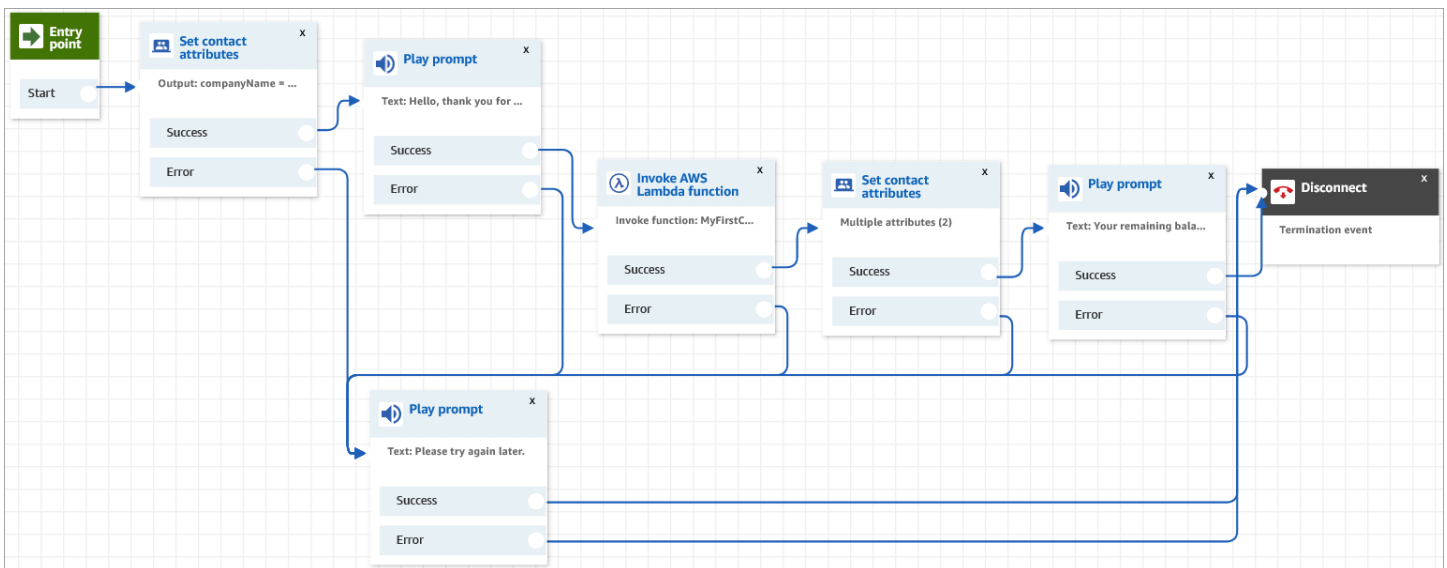 Entry
point
Start
Set contact
attributes
x
Output: companyName = ...
Success
Error
Play prompt
x
Text: Hello, thank you for ...
Success
Error
Invoke AWS
Lambda function
x
Invoke function: MyFirstC...
Success
Error
Set contact
attributes
x
Multiple attributes (2)
Success
Error
Play prompt
x
Text: Your remaining bala...
Success
Error
Disconnect
x
Termination event
Play prompt
x
Text: Please try again later.
Success
Error